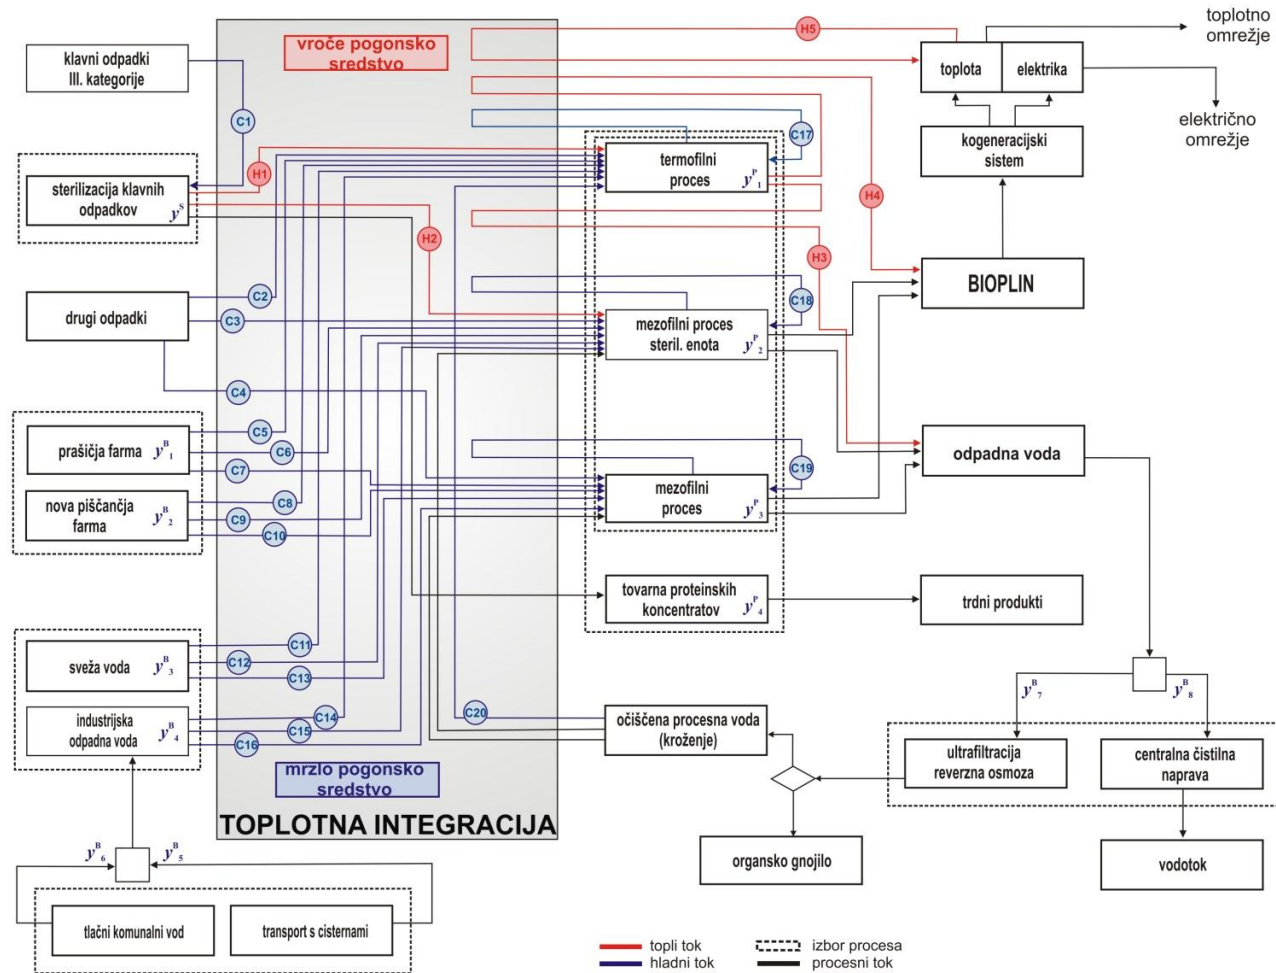 vroče pogonsko
sredstvo
klavni odpadki
III. kategorije
C1
sterilizacija klavnih
odpadkov
y^S
H1
H2
drugi odpadki
C2
C3
C4
prašičja farma
y^B_1
C5
C6
C7
nova piščančja
farma
y^B_2
C8
C9
C10
sveža voda
y^B_3
C11
C12
C13
industrijska
odpadna voda
y^B_4
C14
C15
C16
mrzlo pogonsko
sredstvo
TOPLOTNA INTEGRACIJA
y^B_6
y^B_5
tlačni komunalni vod
transport s cisternami
H5
C17
termofilni
proces
y^P_1
H4
H3
C18
mezofilni proces
steril. enota
y^P_2
C19
mezofilni
proces
y^P_3
tovarna proteinskih
koncentratov
y^P_4
C20
očiščena procesna voda
(kroženje)
organsko gnojilo
toplota
elektrika
toplotno
omrežje
električno
omrežje
kogeneracijski
sistem
BIOPLIN
odpadna voda
trdni produkti
y^B_7
y^B_8
ultrafiltracija
reverzna osmoza
centralna čistilna
naprava
vodotok
topli tok
hladni tok
izbor procesa
procesni tok